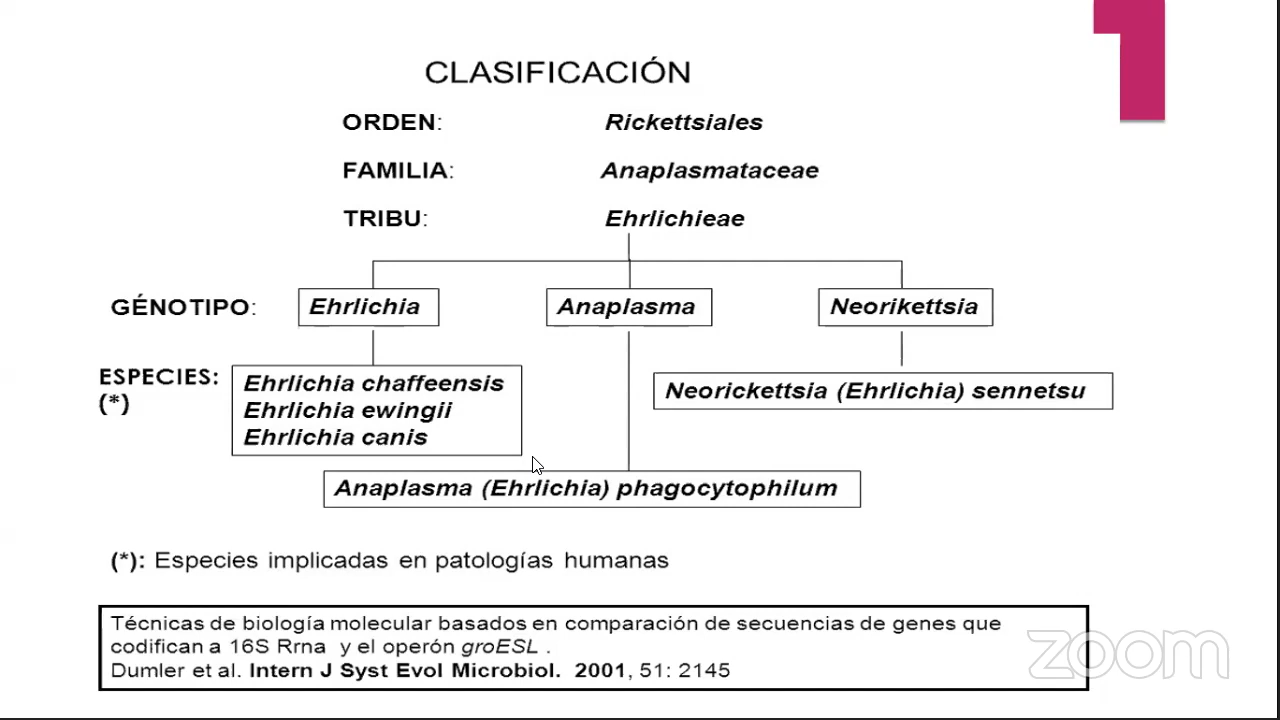 CLASIFICACIÓN
ORDEN: Rickettsiales
FAMILIA: Anaplasmataceae
TRIBU: Ehrlichieae
GÉNOTIPO: Ehrlichia Anaplasma Neorikettsia
ESPECIES:
(*)
Ehrlichia chaffeensis
Ehrlichia ewingii
Ehrlichia canis
Neorickettsia (Ehrlichia) sennetsu
Anaplasma (Ehrlichia) phagocytophilum
(*): Especies implicadas en patologías humanas
Técnicas de biología molecular basados en comparación de secuencias de genes que
codifican a 16S Rrna y el operón groESL .
Dumler et al. Intern J Syst Evol Microbiol. 2001, 51: 2145
zoom